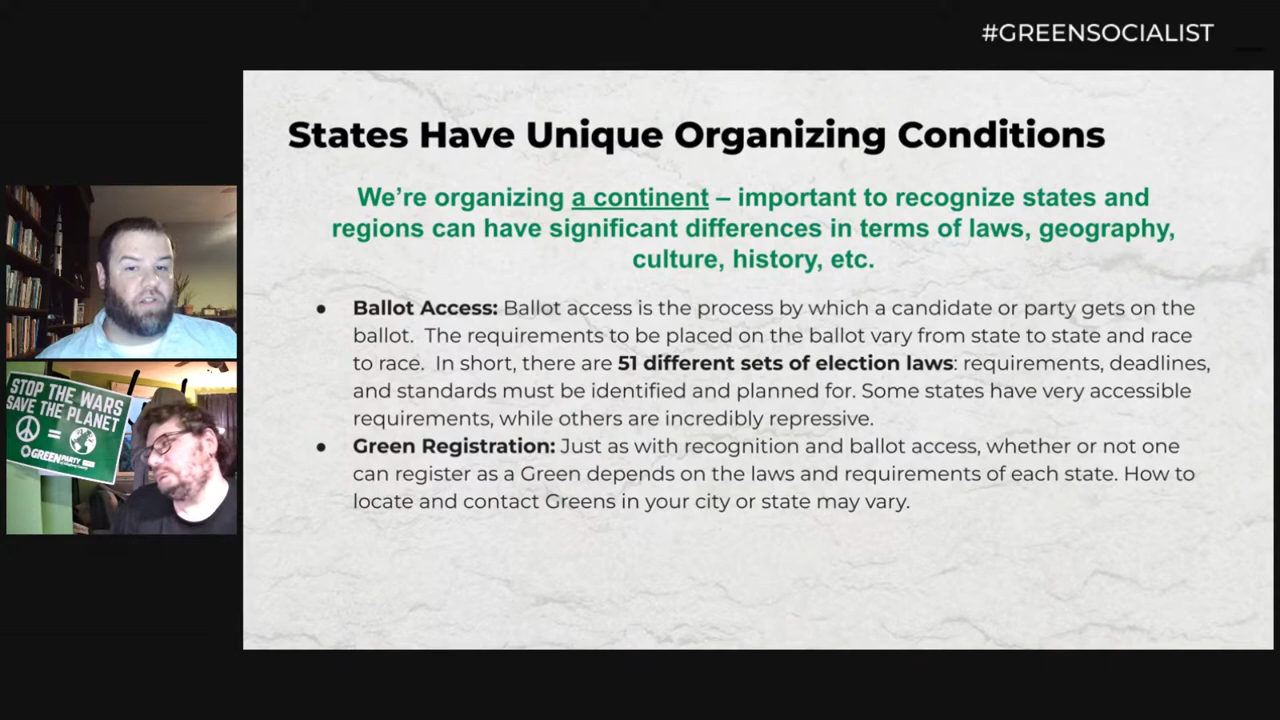 #GREENSOCIALIST
States Have Unique Organizing Conditions
We're organizing a continent – important to recognize states and
regions can have significant differences in terms of laws, geography,
culture, history, etc.
● Ballot Access: Ballot access is the process by which a candidate or party gets on the
ballot. The requirements to be placed on the ballot vary from state to state and race
to race. In short, there are 51 different sets of election laws: requirements, deadlines,
and standards must be identified and planned for. Some states have very accessible
requirements, while others are incredibly repressive.
● Green Registration: Just as with recognition and ballot access, whether or not one
can register as a Green depends on the laws and requirements of each state. How to
locate and contact Greens in your city or state may vary.
STOP THE WARS
SAVE THE PLANET
=
GREEN PARTY